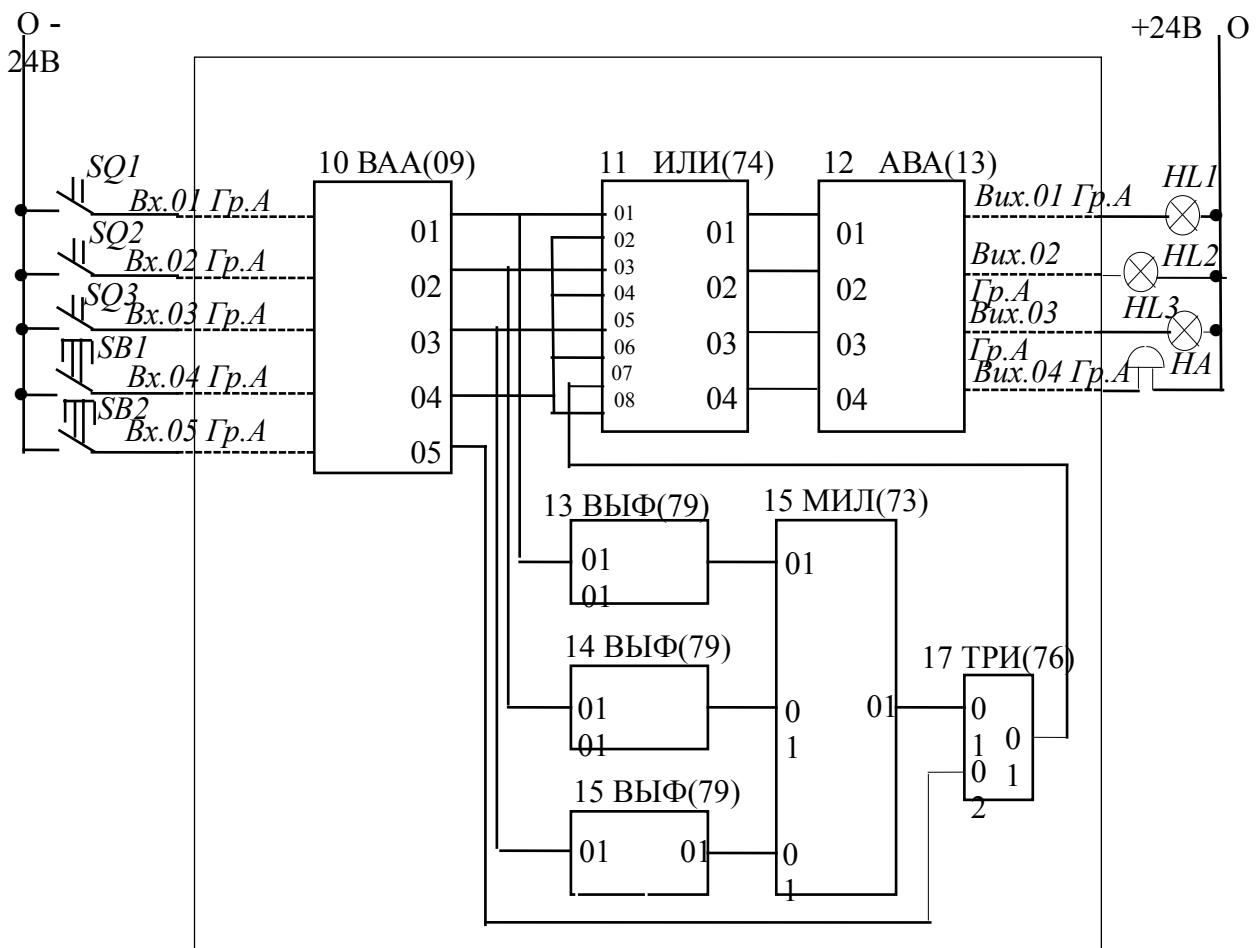 О -
24В
+24В О
10 ВАА(09)
11 ИЛИ(74)
12 АВА(13)
SQ1
Вх.01 Гр.А
01
01
01
01
Вих.01 Гр.А
HL1
SQ2
Вх.02 Гр.А
02
02
03
02
02
Вих.02
Гр.А
HL2
SQ3
Вх.03 Гр.А
03
04
05
03
03
Вих.03
Гр.А
HL3
SB1
Вх.04 Гр.А
04
06
07
08
04
04
Вих.04 Гр.А
НА
SB2
Вх.05 Гр.А
05
13 ВЫФ(79)
01
01
15 МИЛ(73)
01
0
1
0
1
01
14 ВЫФ(79)
01
01
17 ТРИ(76)
0
1
0
2
0
1
15 ВЫФ(79)
01
01